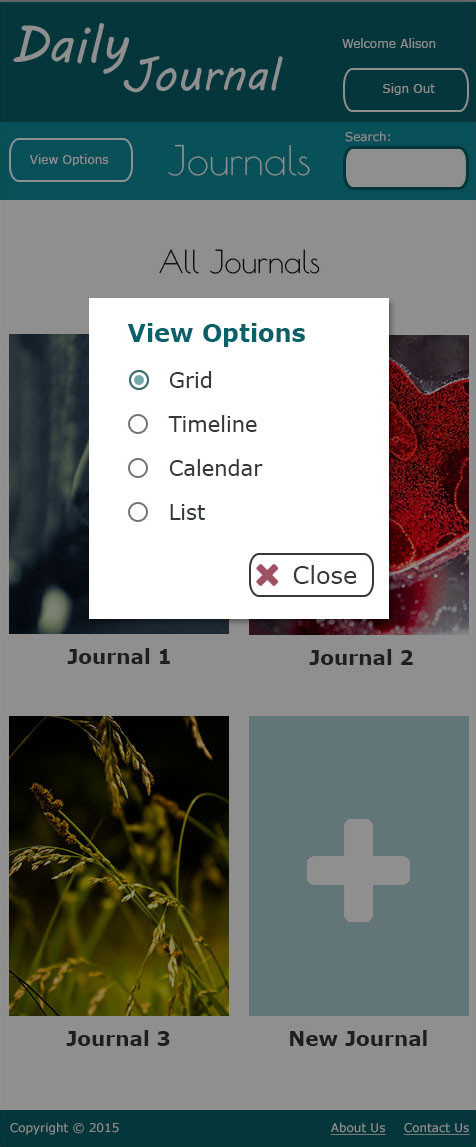 Daily
Journal
Welcome Alison
Sign Out
View Options
Journals
Search:
All Journals
View Options
Grid
Timeline
Calendar
List
Close
Journal 1
Journal 2
Journal 3
New Journal
Copyright © 2015
About Us
Contact Us